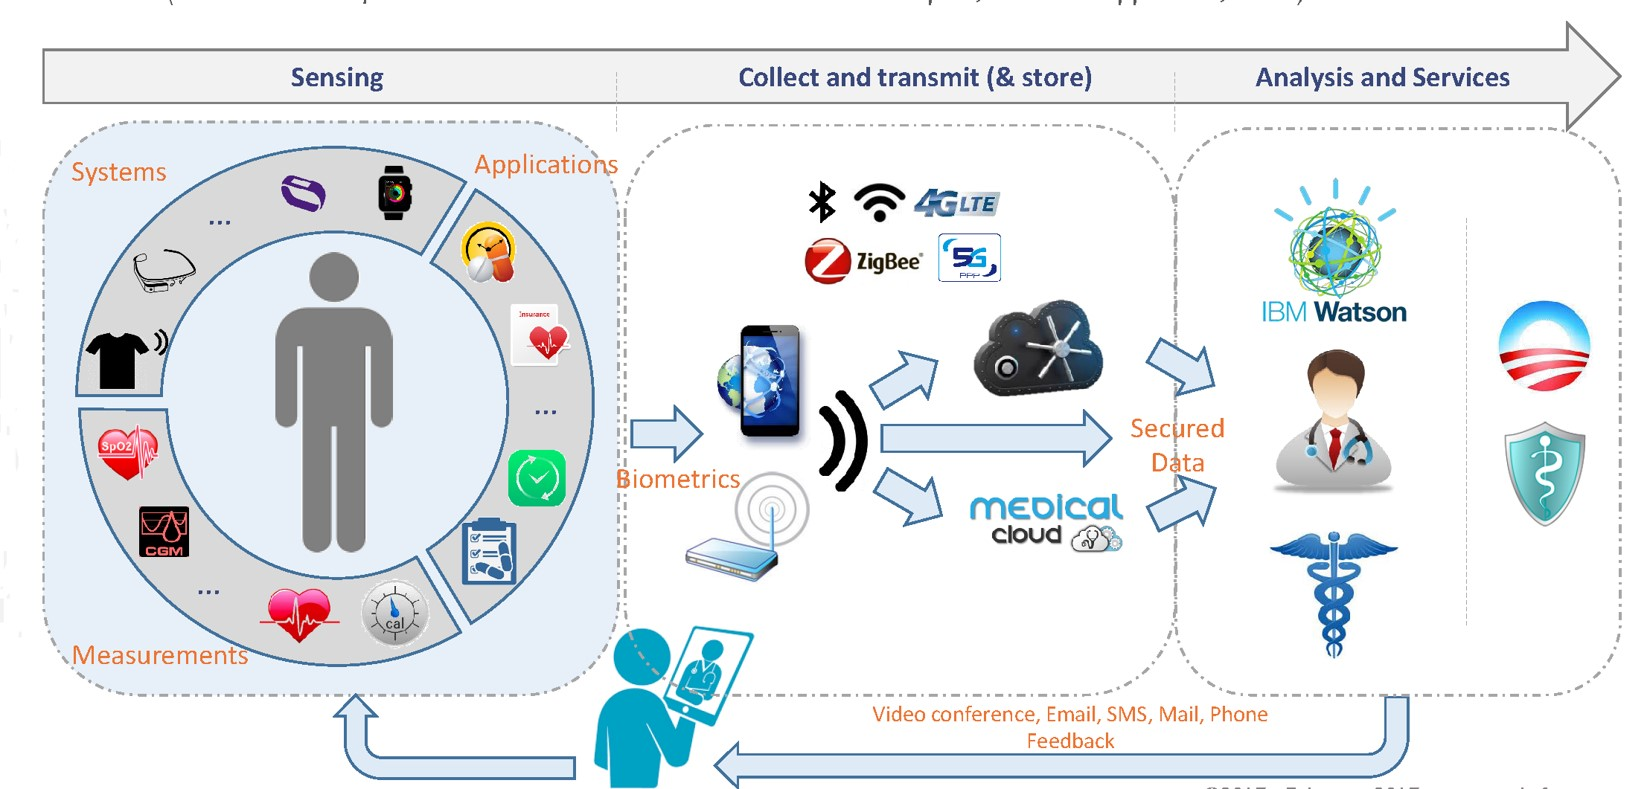 Sensing
Collect and transmit (& store)
Analysis and Services
Systems
Applications
...
Insurance
...
SpO2
CGM
...
cal
Measurements
Biometrics
4G LTE
ZigBee®
5G
PPP
medical
cloud
Secured
Data
IBM Watson
Video conference, Email, SMS, Mail, Phone
Feedback